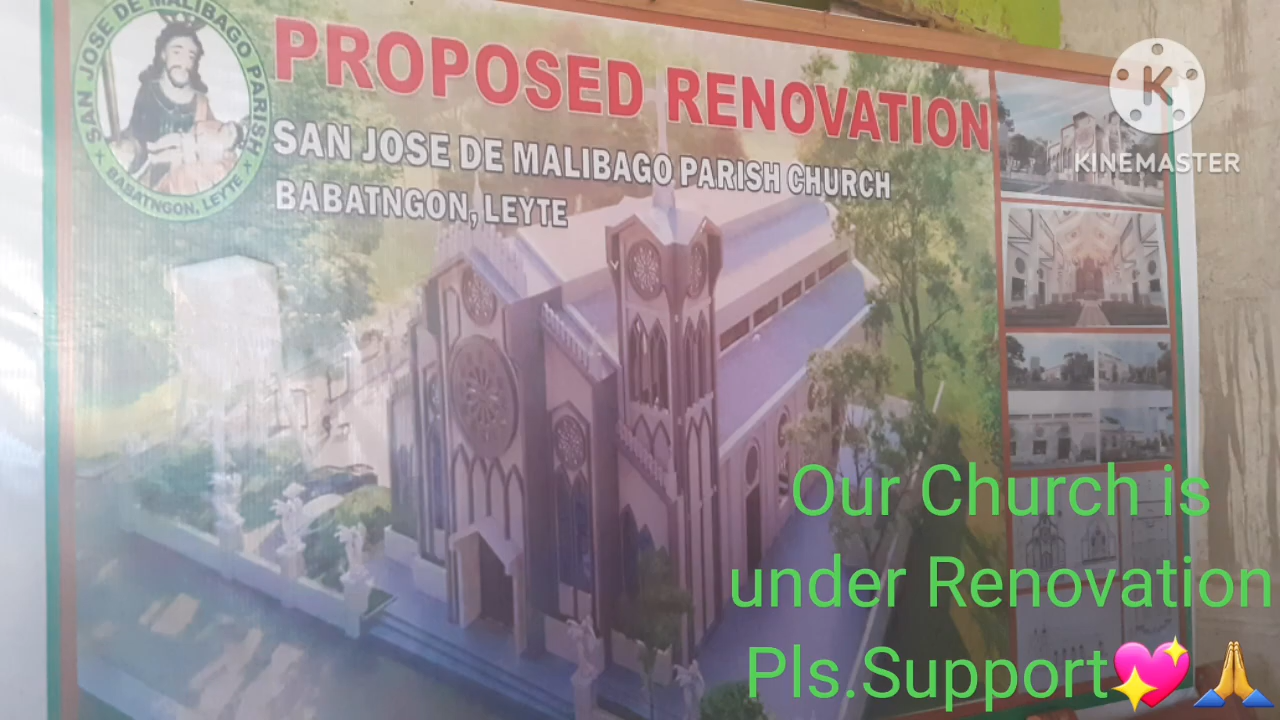 SAN JOSE DE MALIBAGO PARISH
× BABATNGON, LEYTE ×
PROPOSED RENOVATION
SAN JOSE DE MALIBAGO PARISH CHURCH
BABATNGON, LEYTE
K
KINEMASTER
Our Church is
under Renovation
Pls.Support💖🙏